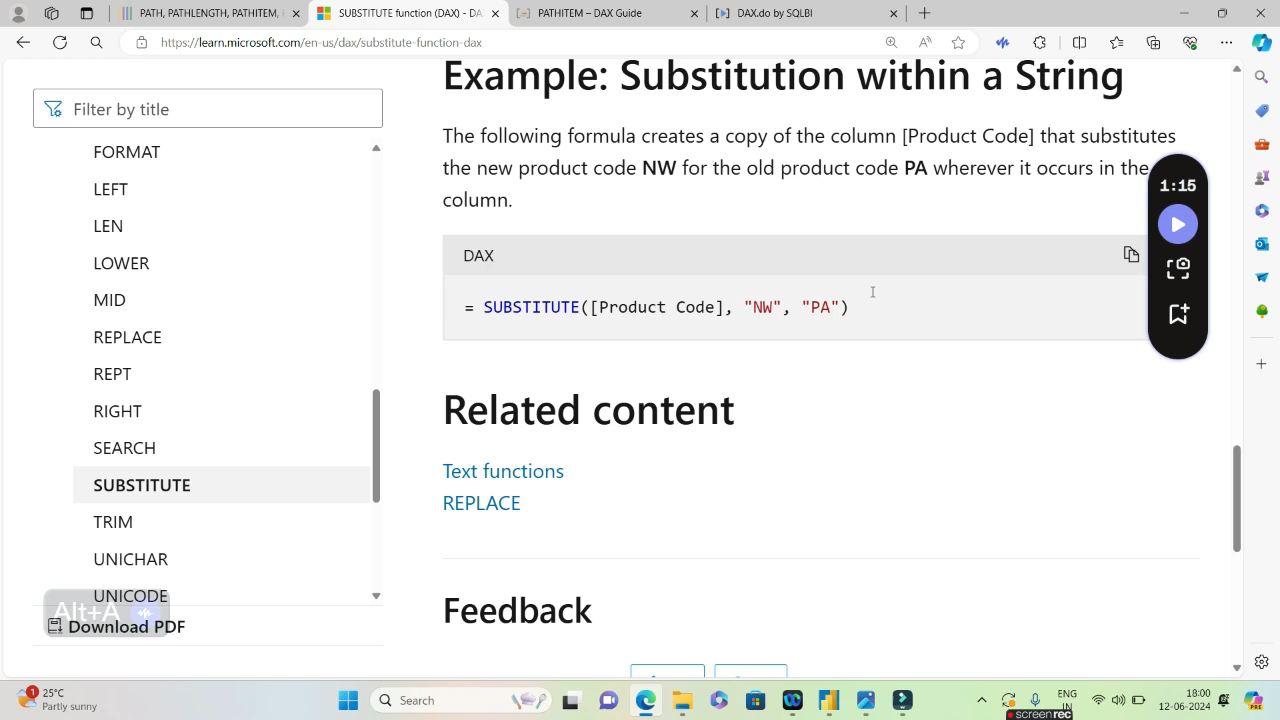 PATH, PATHLENGTH, PATHITEM,
SUBSTITUTE function (DAX) - DA
PATHITEM – DAX Guide
DAX.do by SQLBI
https://learn.microsoft.com/en-us/dax/substitute-function-dax
Filter by title
FORMAT
LEFT
LEN
LOWER
MID
REPLACE
REPT
RIGHT
SEARCH
SUBSTITUTE
TRIM
UNICHAR
UNICODE
Alt+A
Download PDF
Example: Substitution within a String
The following formula creates a copy of the column [Product Code] that substitutes
the new product code NW for the old product code PA wherever it occurs in the
column.
DAX
= SUBSTITUTE([Product Code], "NW", "PA")
Related content
Text functions
REPLACE
Feedback
1:15
1
25°C
Partly sunny
Search
ENG
IN
18:00
12-06-2024
screenrec